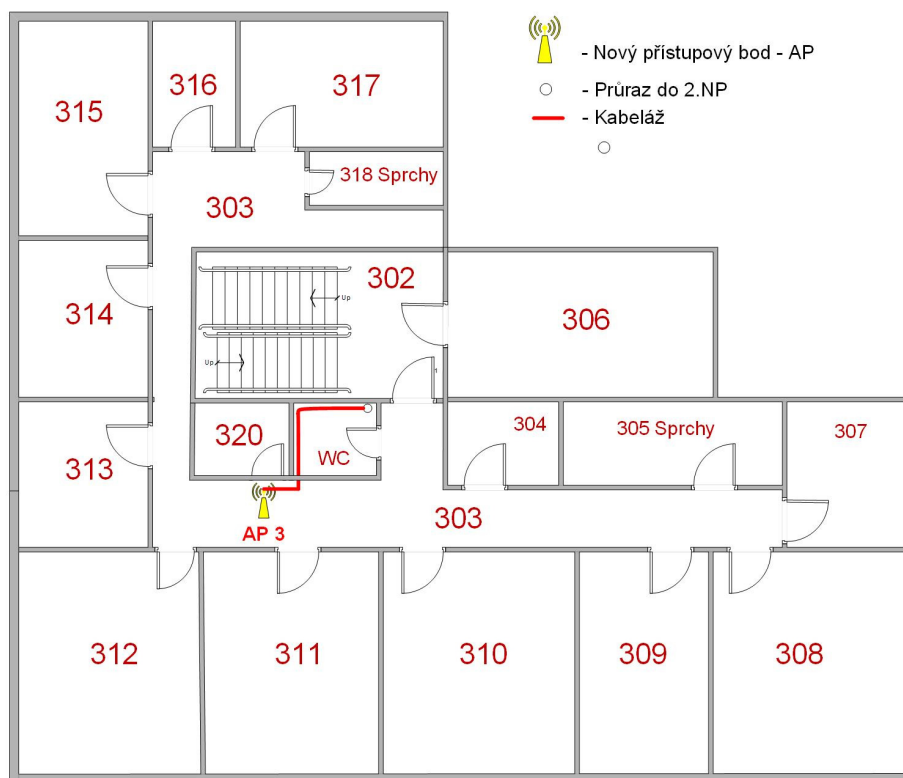 - Nový přístupový bod - AP
- Průraz do 2.NP
- Kabeláž
315
316
317
318 Sprchy
303
302
Up
314
306
Up
1
320
WC
304
305 Sprchy
307
313
AP 3
303
312
311
310
309
308